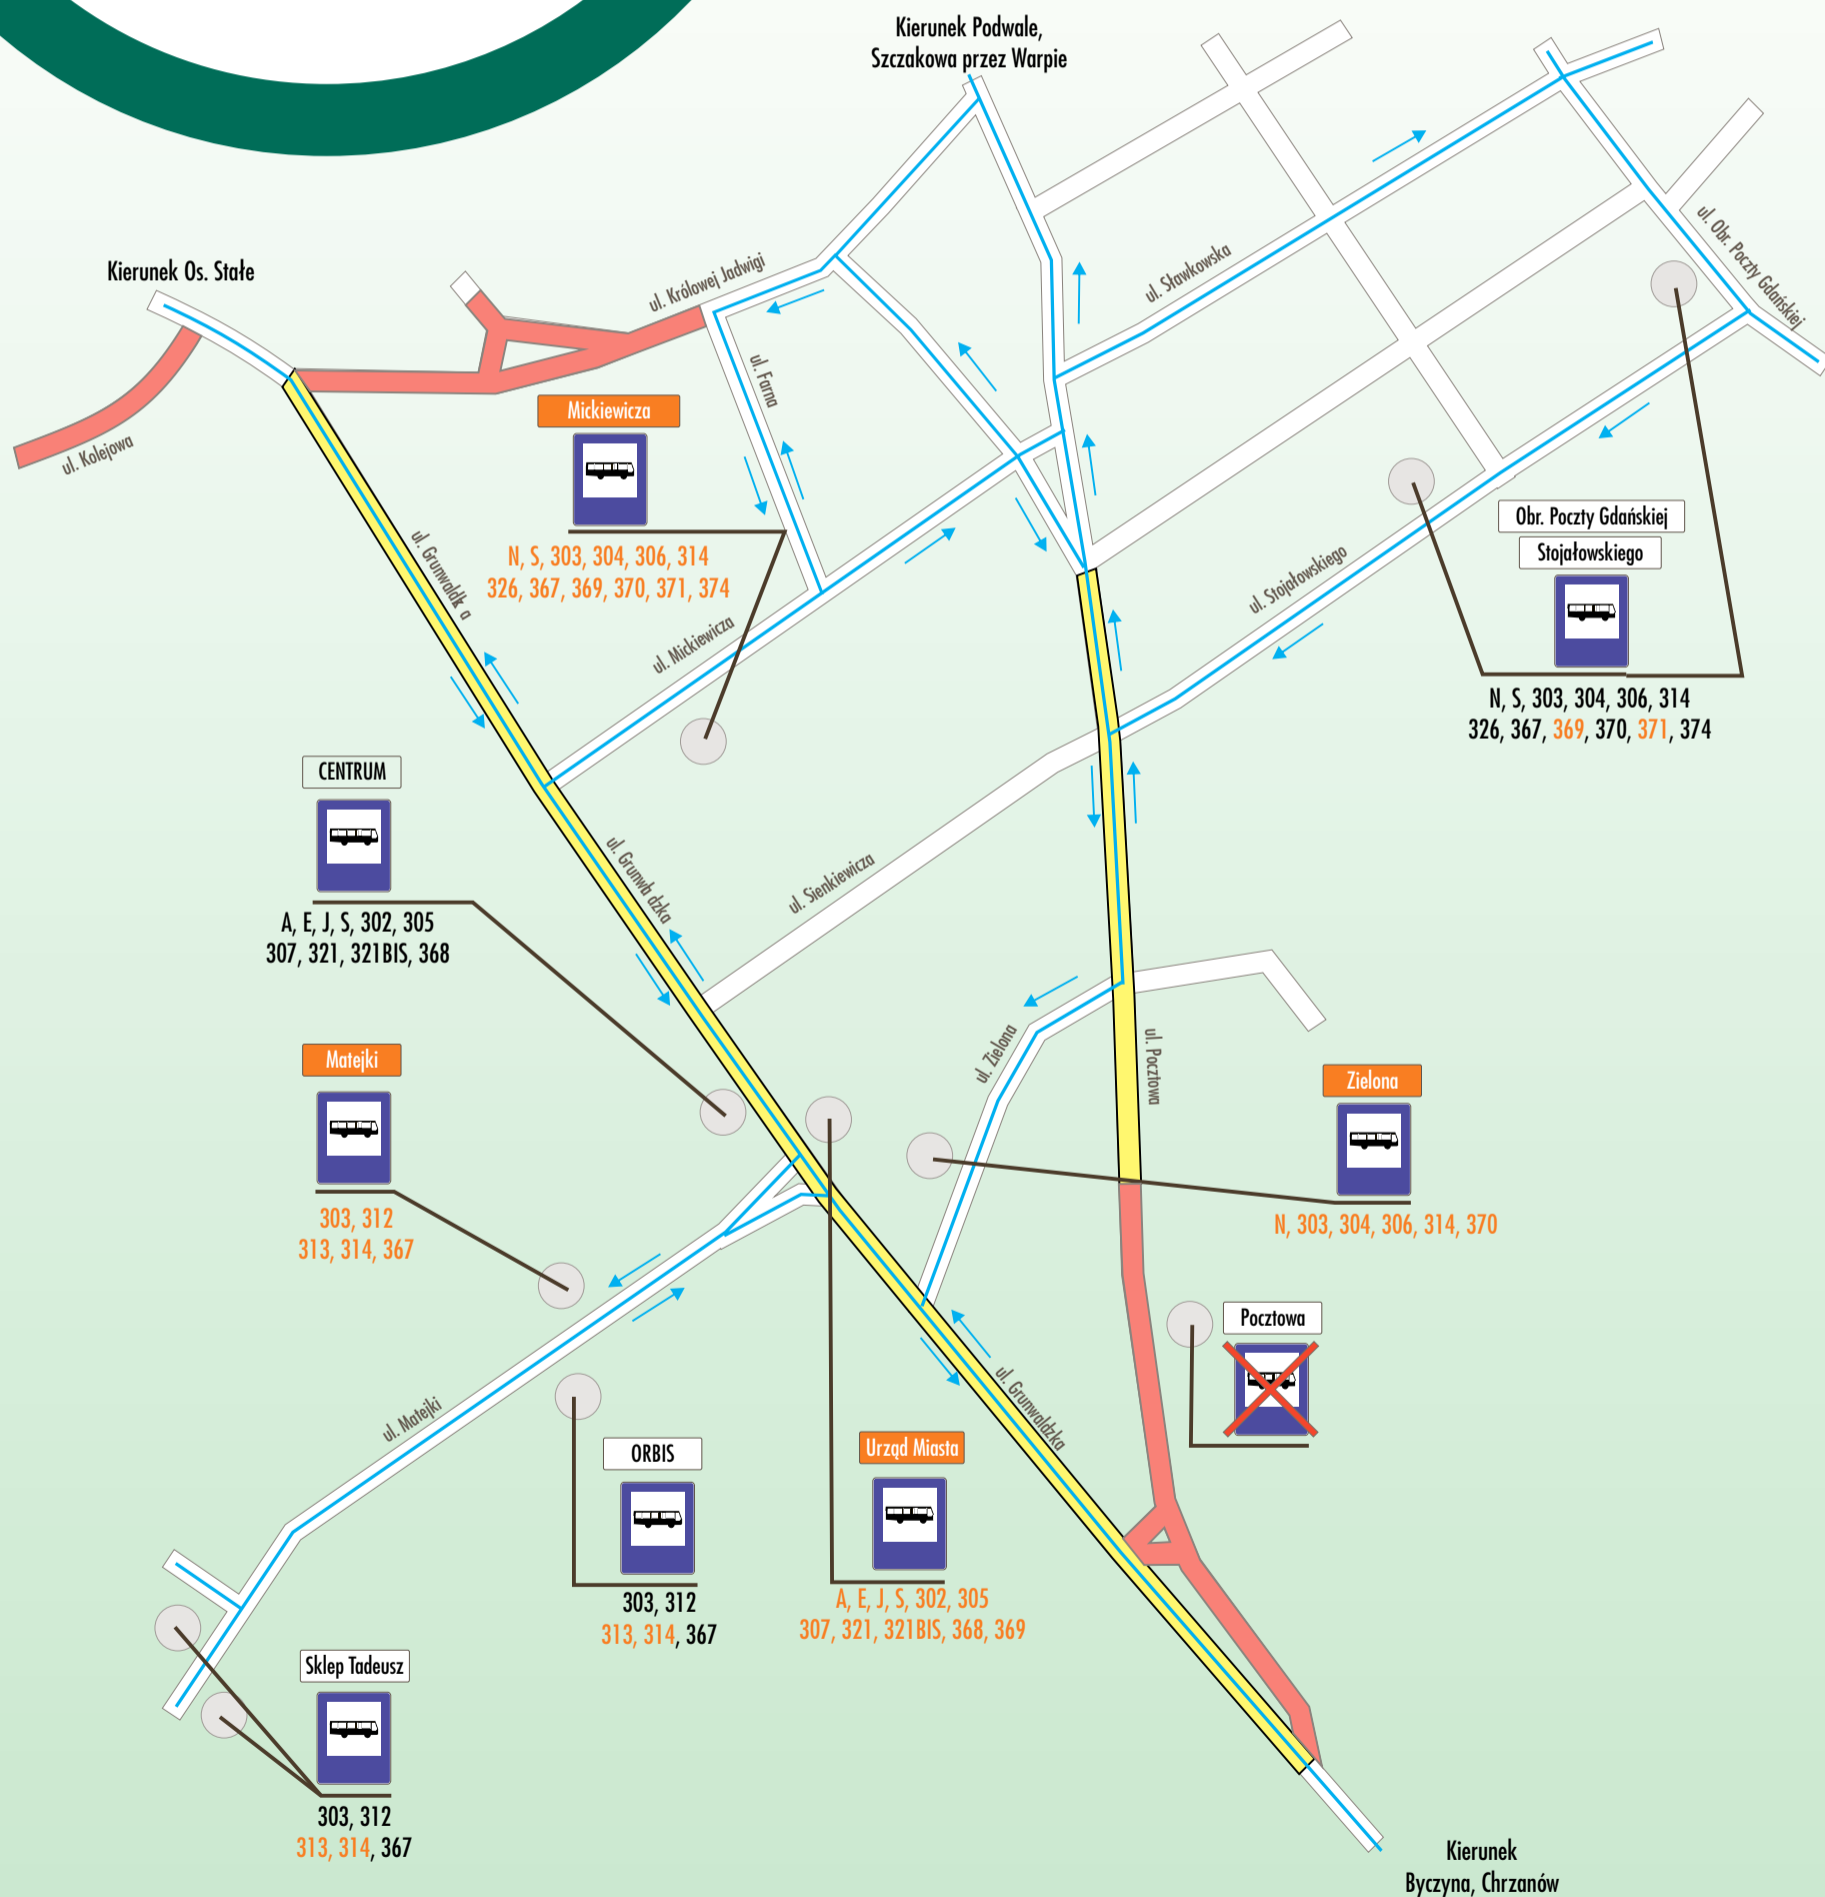 Kierunek Podwale,
Szczakowa przez Warpie
Kierunek Os. Stałe
ul. Kolejowa
ul. Królowej Jadwigi
ul. Farna
ul. Sławkowska
ul. Obr. Poczty Gdańskiej
Mickiewicza
N, S, 303, 304, 306, 314
326, 367, 369, 370, 371, 374
ul. Grunwaldk a
ul. Mickiewicza
ul. Stojałowskiego
Obr. Poczty Gdańskiej
Stojałowskiego
N, S, 303, 304, 306, 314
326, 367, 369, 370, 371, 374
CENTRUM
A, E, J, S, 302, 305
307, 321, 321BIS, 368
ul. Grunwb dzka
ul. Sienkiewicza
Matejki
303, 312
313, 314, 367
ul. Zielona
ul. Pocztowa
Zielona
N, 303, 304, 306, 314, 370
Pocztowa
ul. Matejki
ul. Grunwaldzka
ORBIS
303, 312
313, 314, 367
Urząd Miasta
A, E, J, S, 302, 305
307, 321, 321BIS, 368, 369
Sklep Tadeusz
303, 312
313, 314, 367
Kierunek
Byczyna, Chrzanów